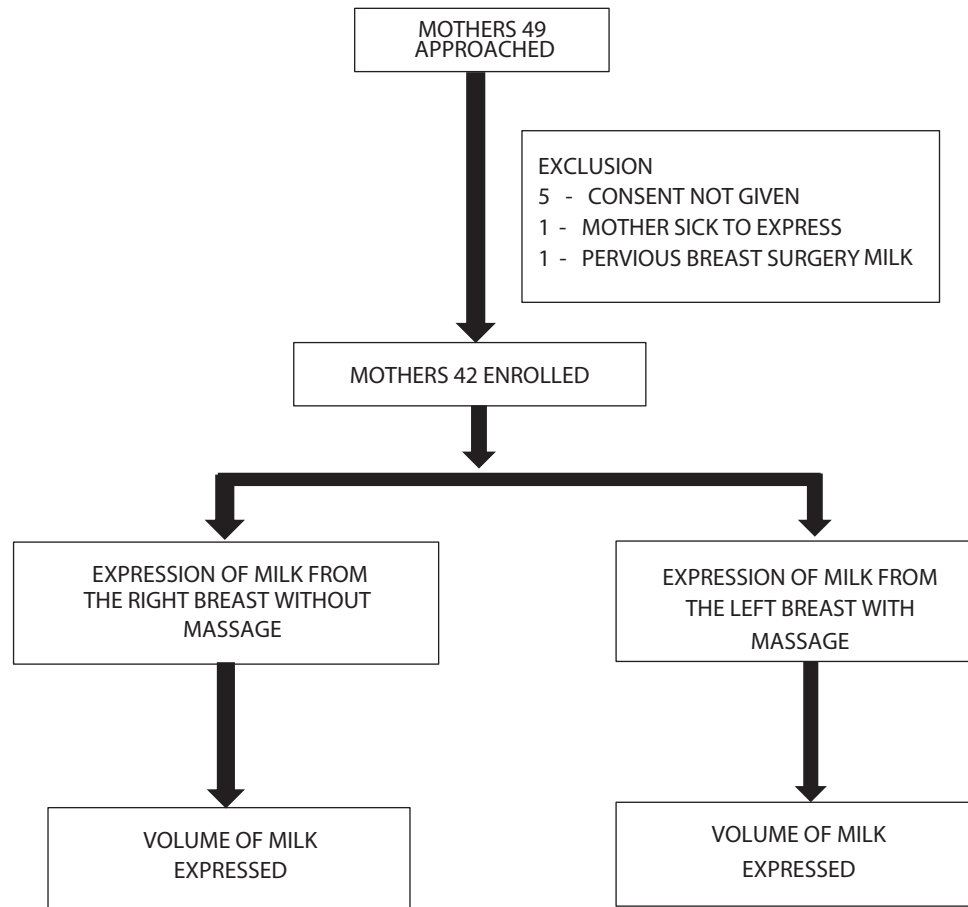 MOTHERS 49
APPROACHED
EXCLUSION
5 - CONSENT NOT GIVEN
1 - MOTHER SICK TO EXPRESS
1 - PERVIOUS BREAST SURGERY MILK
MOTHERS 42 ENROLLED
EXPRESSION OF MILK FROM
THE RIGHT BREAST WITHOUT
MASSAGE
EXPRESSION OF MILK FROM
THE LEFT BREAST WITH
MASSAGE
VOLUME OF MILK
EXPRESSED
VOLUME OF MILK
EXPRESSED